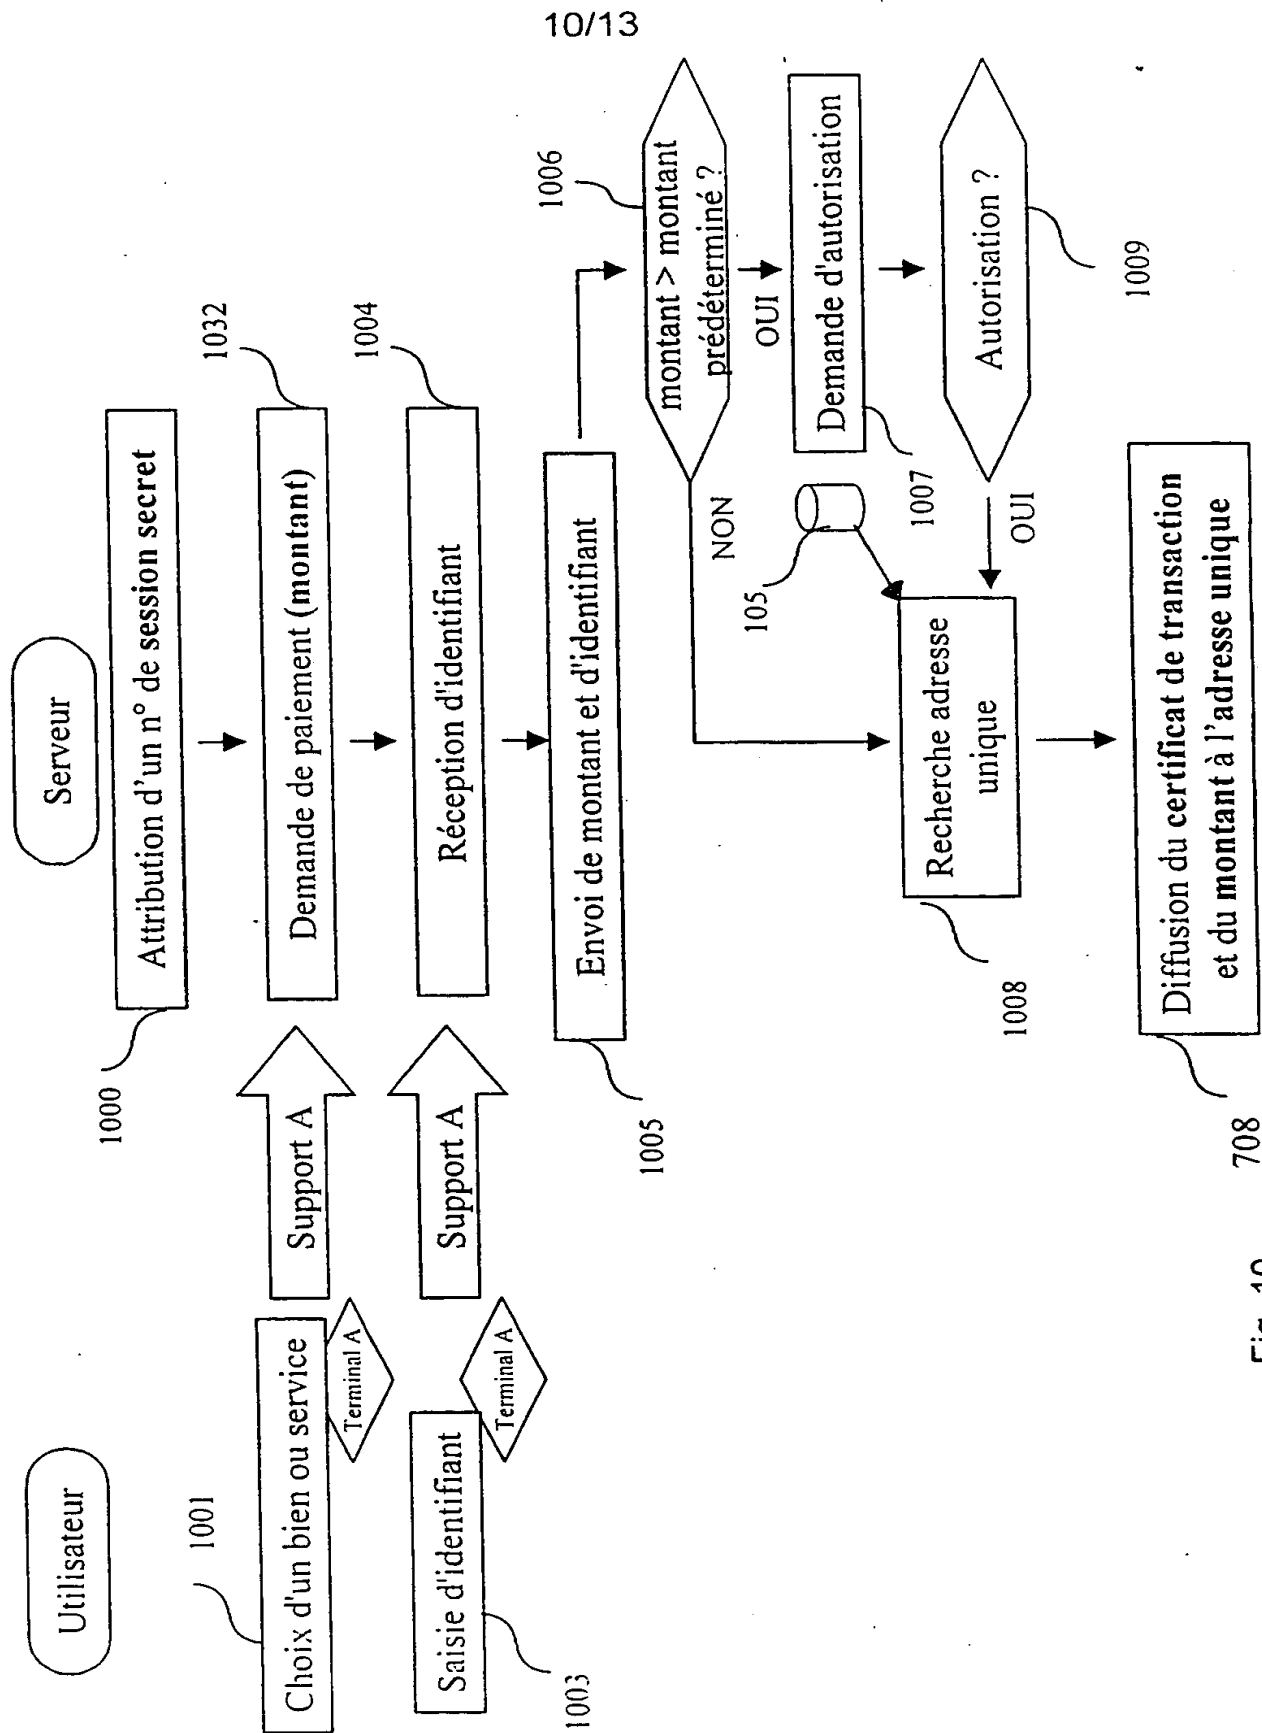 10/13
Utilisateur
Serveur
Attribution d'un n° de session secret
1000
1001
Choix d'un bien ou service
Terminal A
Support A
Demande de paiement (montant)
1032
Saisie d'identifiant
1003
Terminal A
Support A
Réception d'identifiant
1004
Envoi de montant et d'identifiant
1005
1006
montant > montant
prédéterminé ?
OUI
NON
Demande d'autorisation
1007
105
Autorisation ?
1009
OUI
Recherche adresse
unique
1008
Diffusion du certificat de transaction
et du montant à l'adresse unique
708